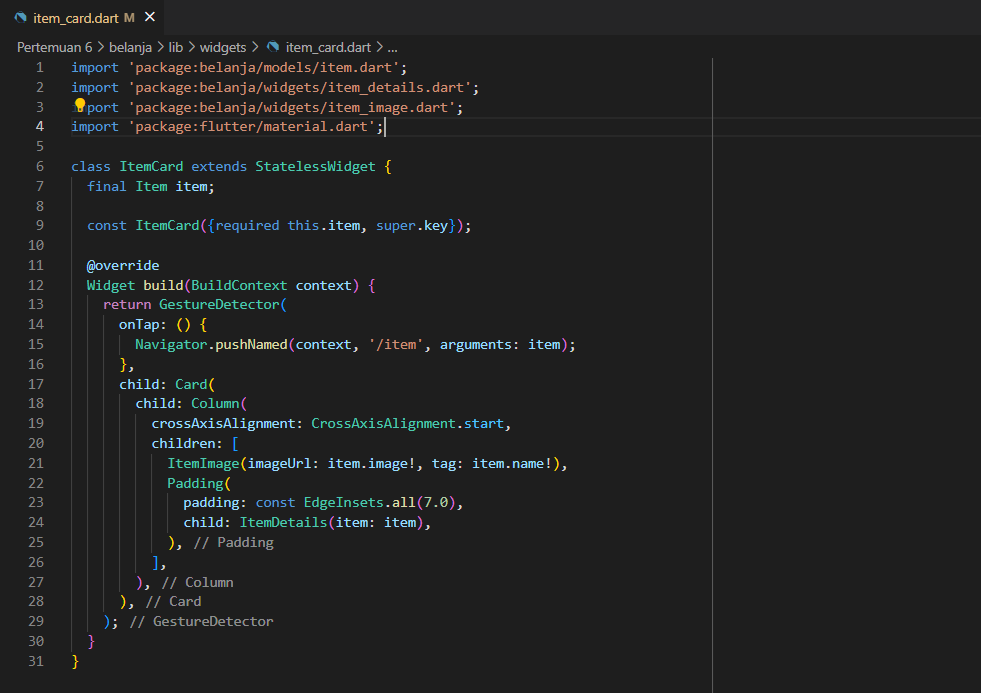 item_card.dart M
Pertemuan 6 > belanja > lib > widgets > item_card.dart > ...
1 import 'package:belanja/models/item.dart';
2 import 'package:belanja/widgets/item_details.dart';
3 port 'package:belanja/widgets/item_image.dart';
4 import 'package:flutter/material.dart';
5
6 class ItemCard extends StatelessWidget {
7   final Item item;
8
9   const ItemCard({required this.item, super.key});
10
11   @override
12   Widget build(BuildContext context) {
13     return GestureDetector(
14       onTap: () {
15         Navigator.pushNamed(context, '/item', arguments: item);
16       },
17       child: Card(
18         child: Column(
19           crossAxisAlignment: CrossAxisAlignment.start,
20           children: [
21             ItemImage(imageUrl: item.image!, tag: item.name!),
22             Padding(
23               padding: const EdgeInsets.all(7.0),
24               child: ItemDetails(item: item),
25             ), // Padding
26           ],
27         ), // Column
28       ), // Card
29     ); // GestureDetector
30   }
31 }